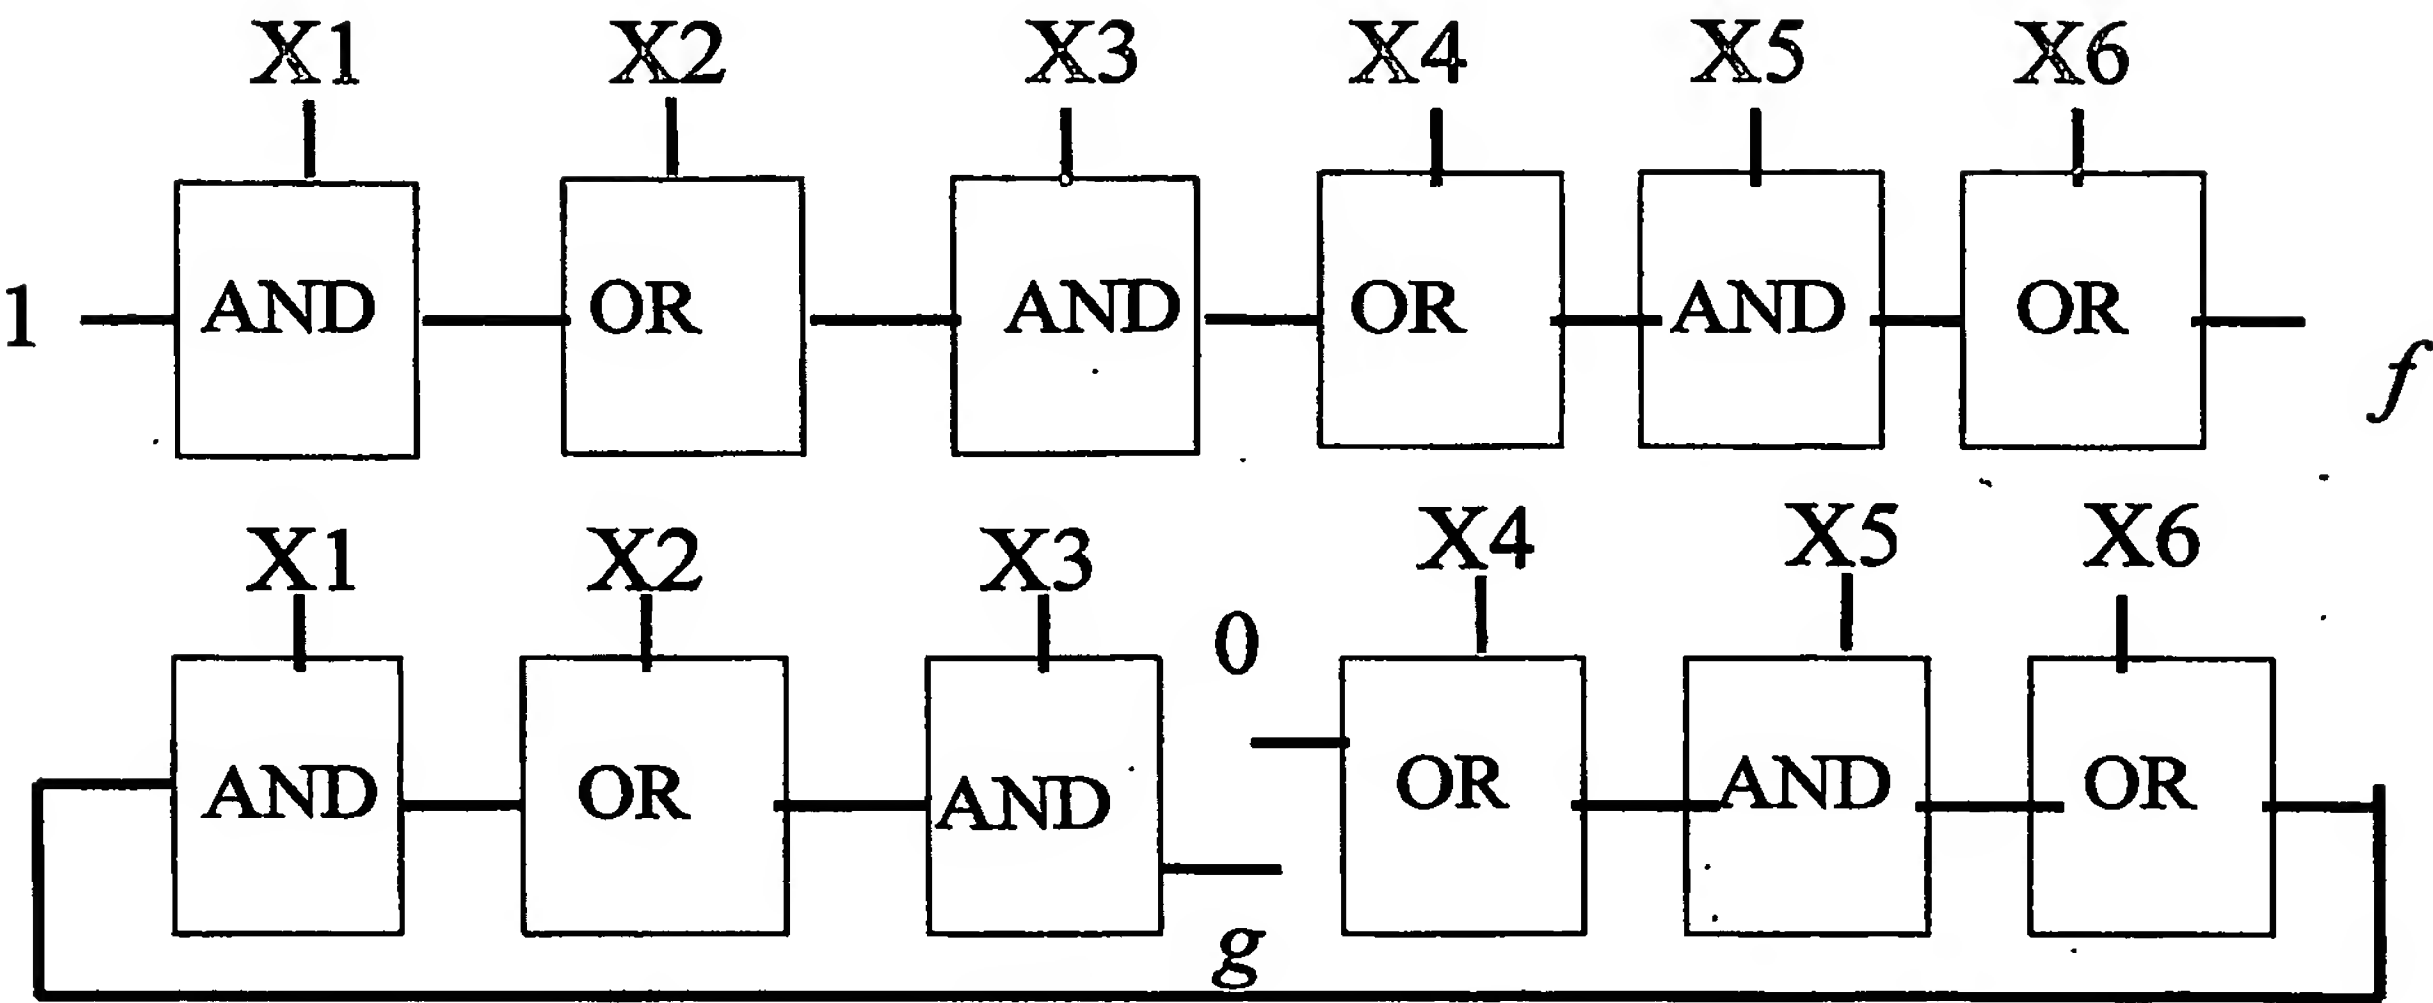 X1 X2 X3 X4 X5 X6
1 AND OR AND OR AND OR
f
X1 X2 X3 X4 X5 X6
0
AND OR AND OR AND OR
g